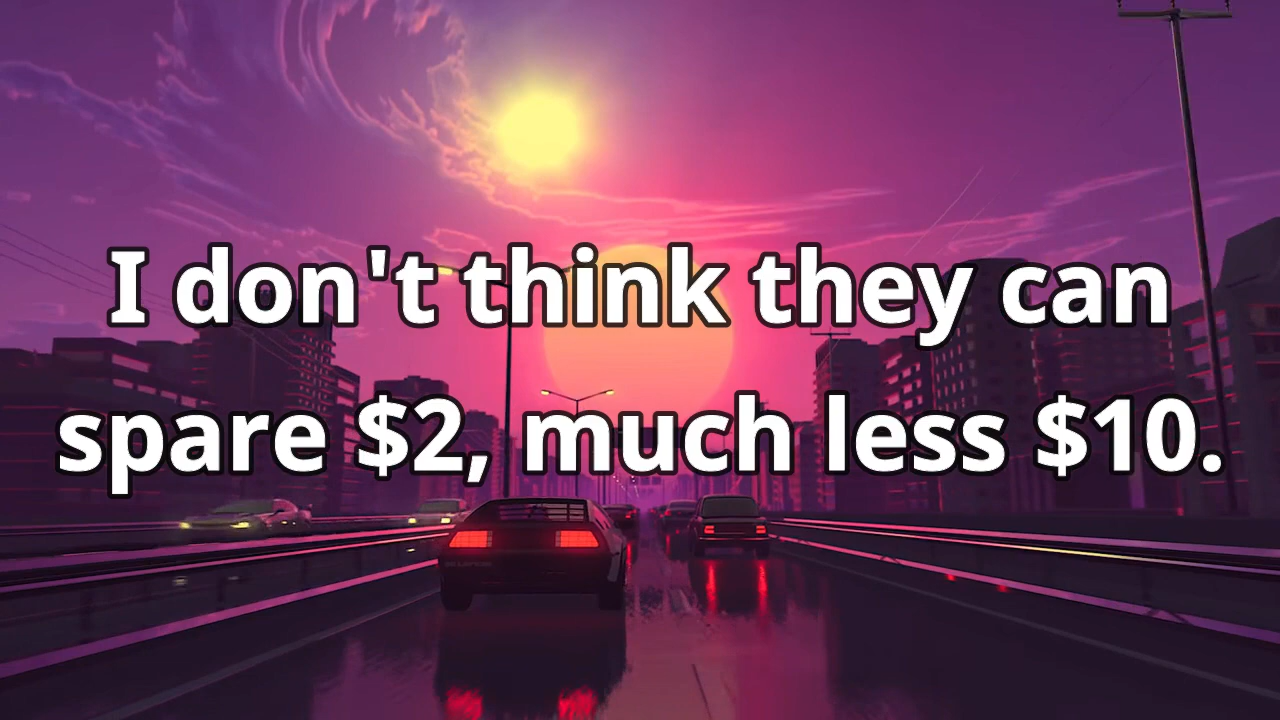 I don't think they can
spare $2, much less $10.